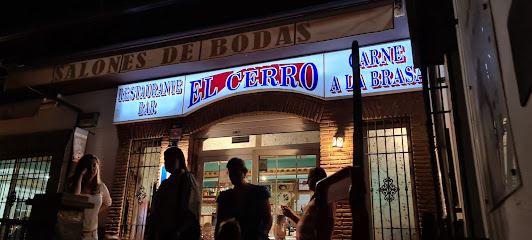 SALONES DE BODAS
RESTAURANTE
BAR
EL CERRO
CARNE
A LA BRASA